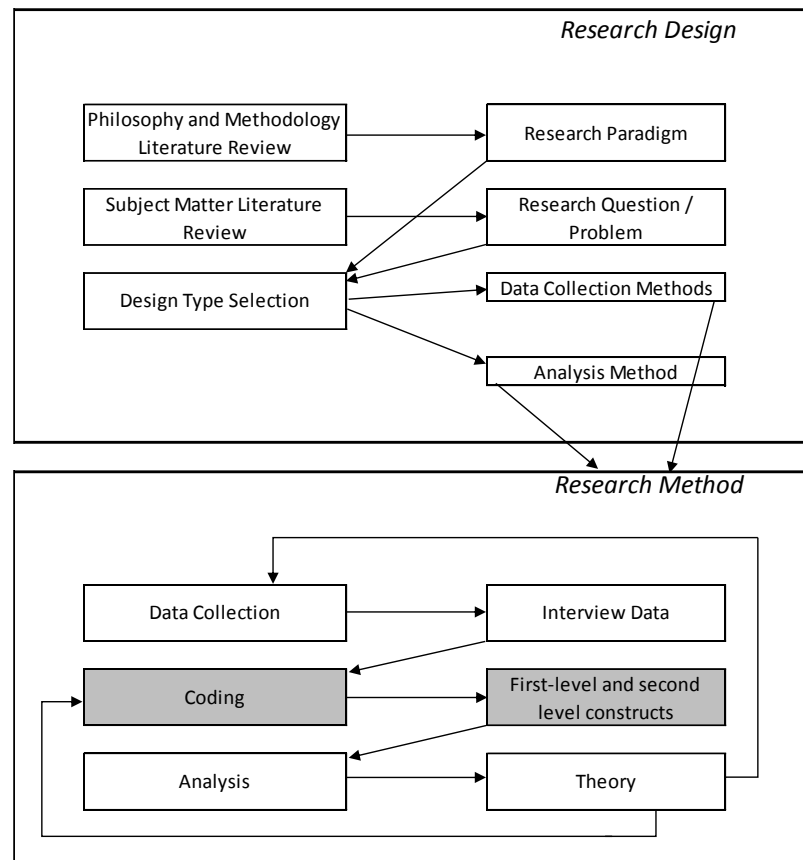 Research Design
Philosophy and Methodology
Literature Review
Research Paradigm
Subject Matter Literature
Review
Research Question /
Problem
Design Type Selection
Data Collection Methods
Analysis Method
Research Method
Data Collection
Interview Data
Coding
First-level and second
level constructs
Analysis
Theory